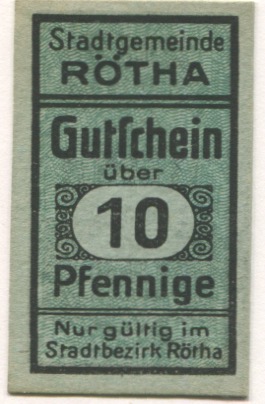 Stadtgemeinde
RÖTHA
Gutſchein
über
10
Pfennige
Nur gültig im
Stadtbezirk Rötha